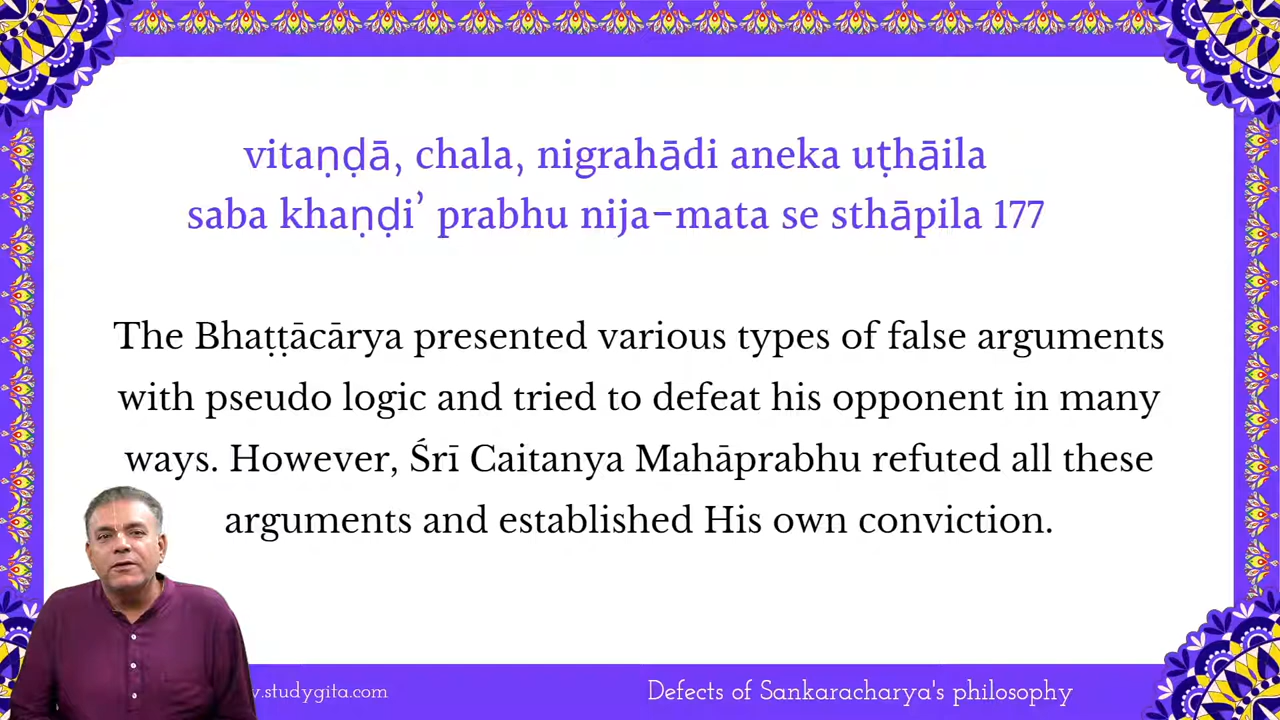 vitaṇḍā, chala, nigrahādi aneka uṭhāila
saba khaṇḍi’ prabhu nija-mata se sthāpila 177
The Bhaṭṭācārya presented various types of false arguments
with pseudo logic and tried to defeat his opponent in many
ways. However, Śrī Caitanya Mahāprabhu refuted all these
arguments and established His own conviction.
.studygita.com
Defects of Sankaracharya's philosophy